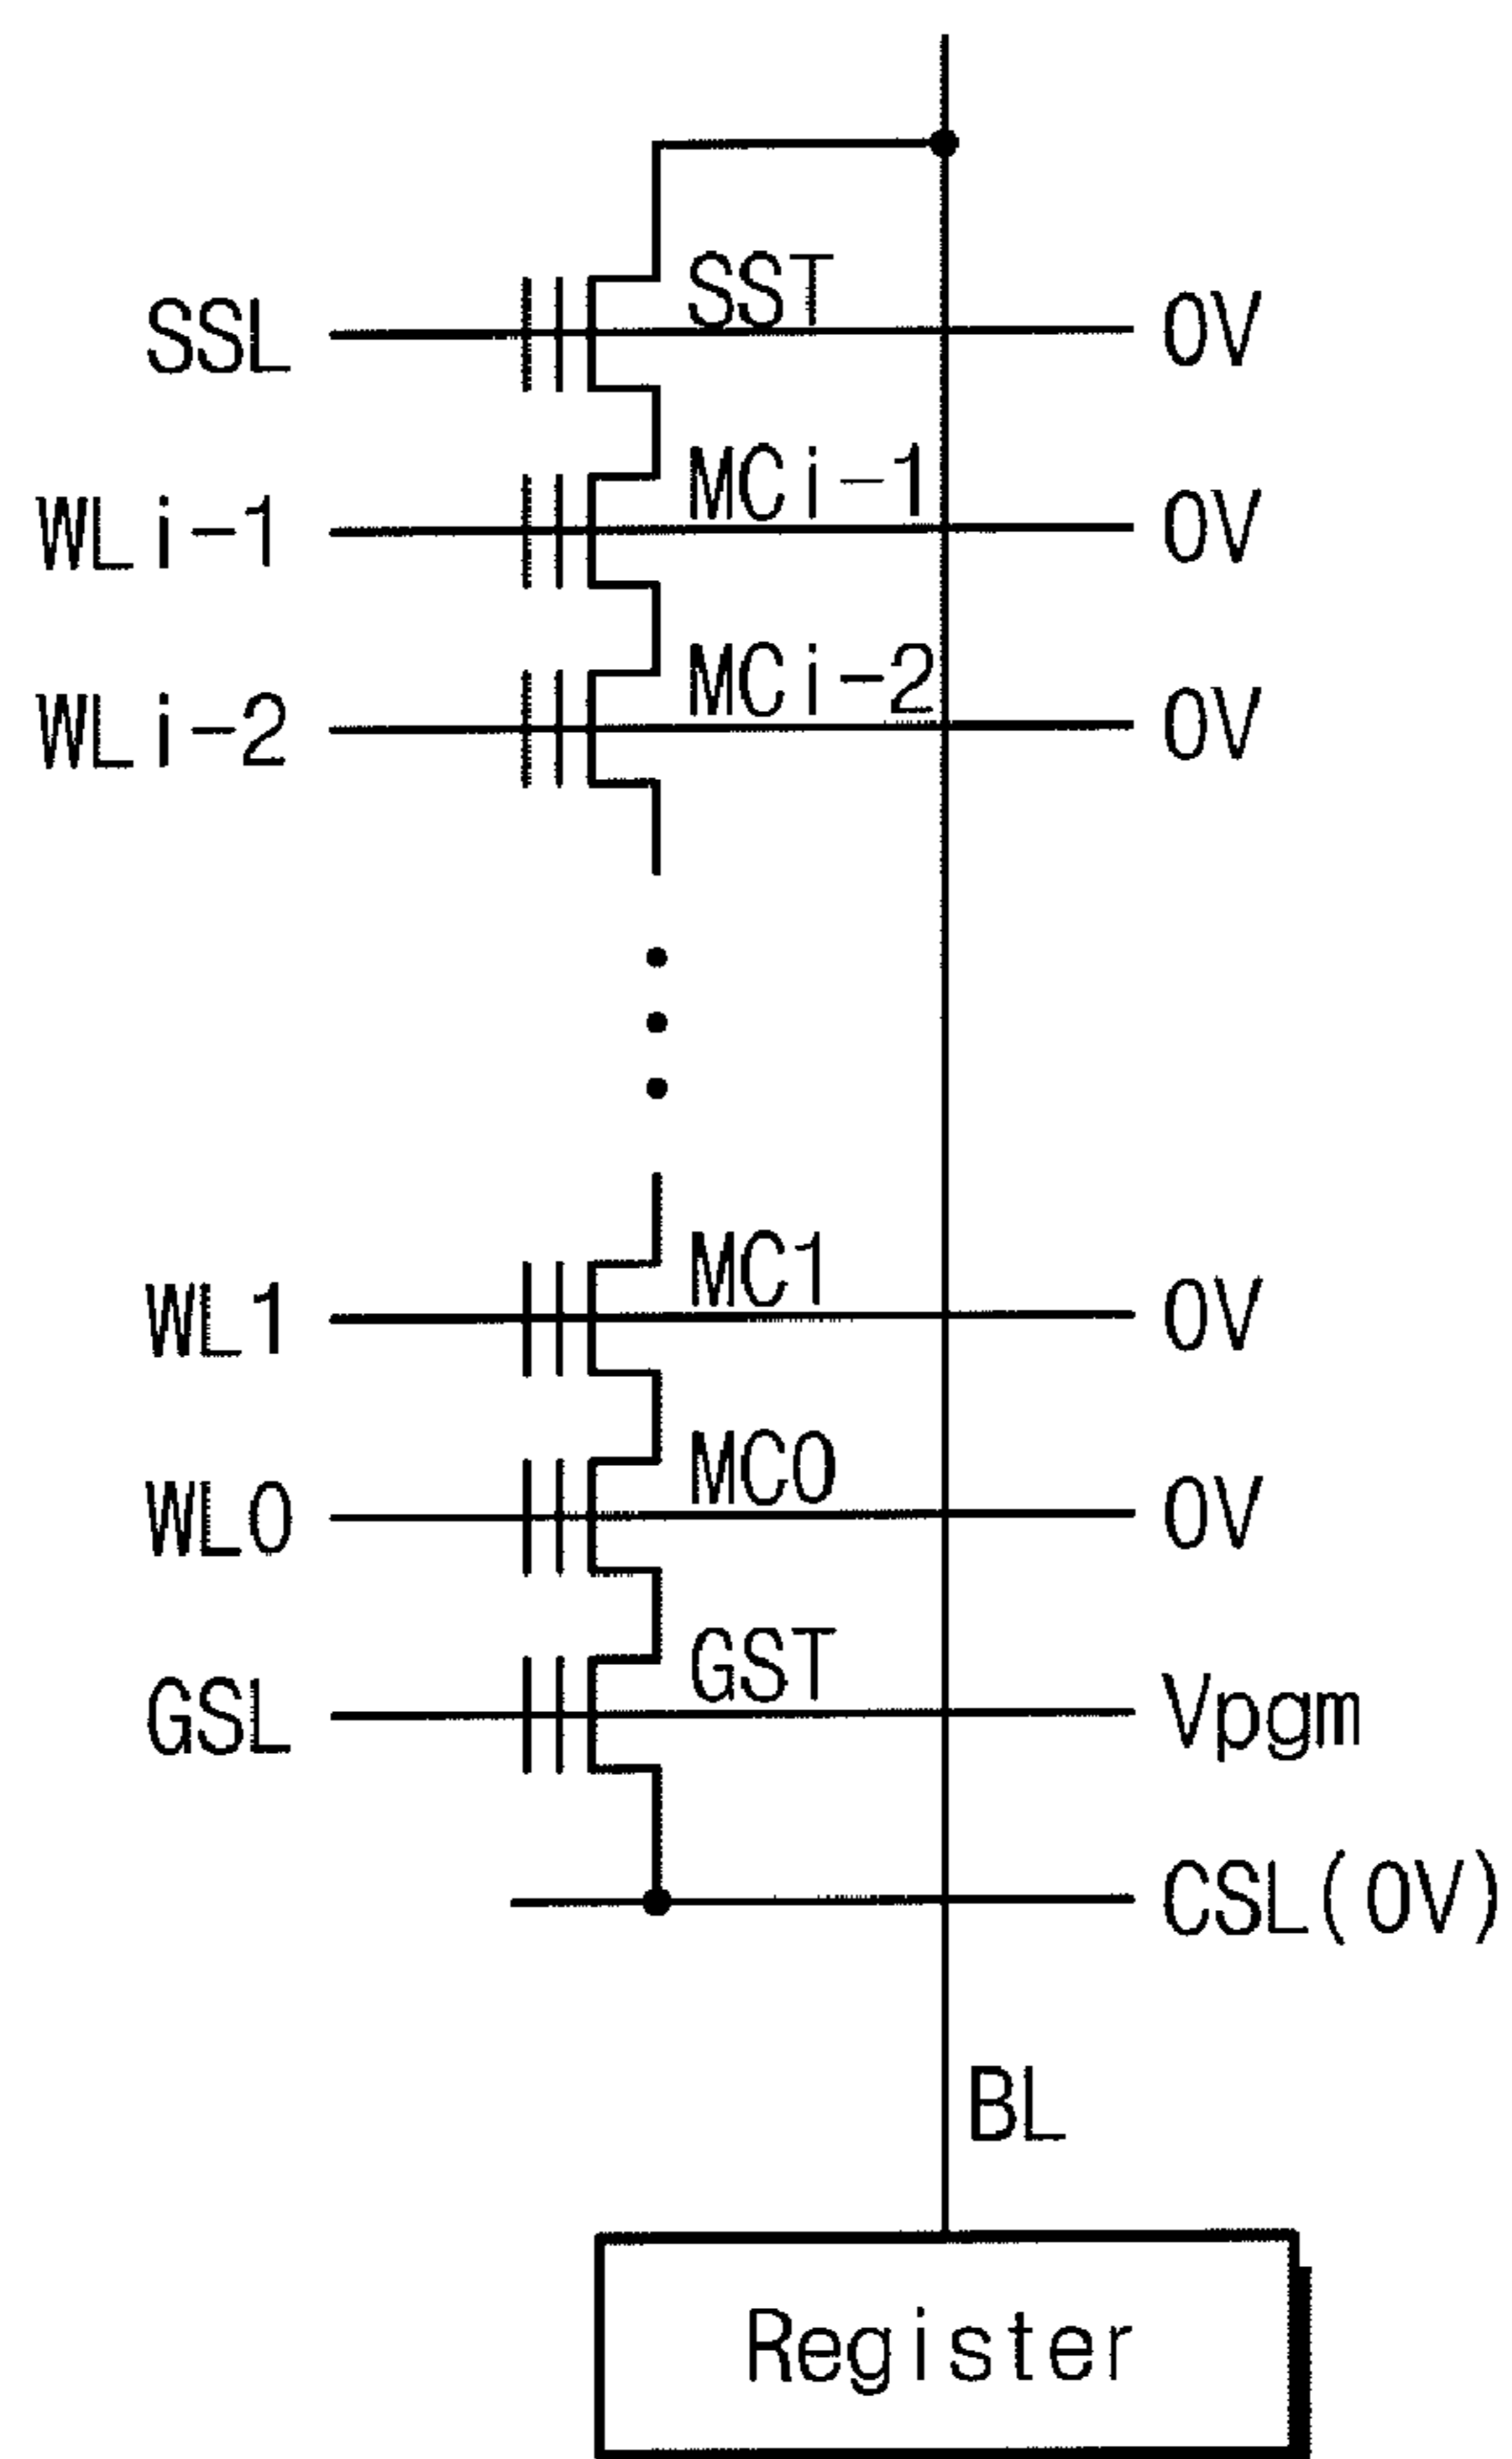 SST
SSL 0V
MCi-1
WLi-1 0V
MCi-2
WLi-2 0V
MC1
WL1 0V
MC0
WL0 0V
GST
GSL Vpgm
CSL(0V)
BL
Register